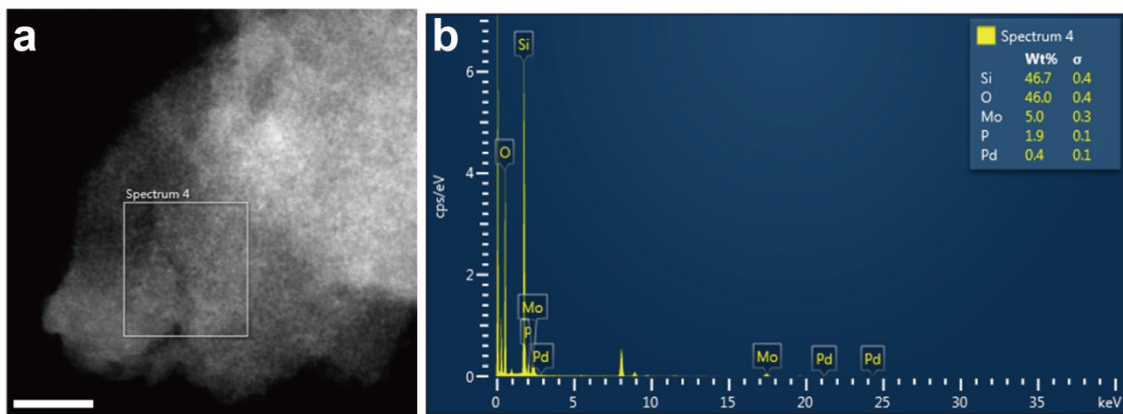 a
Spectrum 4
b
Spectrum 4
Wt% σ
Si 46.7 0.4
O 46.0 0.4
Mo 5.0 0.3
P 1.9 0.1
Pd 0.4 0.1
cps/eV
6
4
2
0
Si
O
Mo
P
Pd
Mo
Pd
Pd
0 5 10 15 20 25 30 35 keV